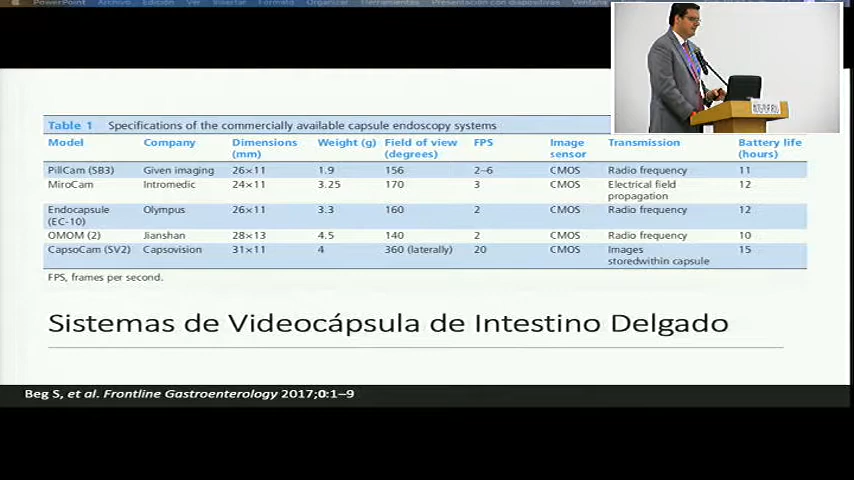 PowerPoint Archivo Edición Ver Insertar Formato Organizar Herramientas Presentación con diapositivas Ventana
Table 1 Specifications of the commercially available capsule endoscopy systems
Model Company Dimensions (mm) Weight (g) Field of view (degrees) FPS Image sensor Transmission Battery life (hours)
PillCam (SB3) Given imaging 26×11 1.9 156 2–6 CMOS Radio frequency 11
MiroCam Intromedic 24×11 3.25 170 3 CMOS Electrical field propagation 12
Endocapsule (EC-10) Olympus 26×11 3.3 160 2 CMOS Radio frequency 12
OMOM (2) Jianshan 28×13 4.5 140 2 CMOS Radio frequency 10
CapsoCam (SV2) Capsovision 31×11 4 360 (laterally) 20 CMOS Images storedwithin capsule 15
FPS, frames per second.
Sistemas de Videocápsula de Intestino Delgado
Beg S, et al. Frontline Gastroenterology 2017;0:1–9